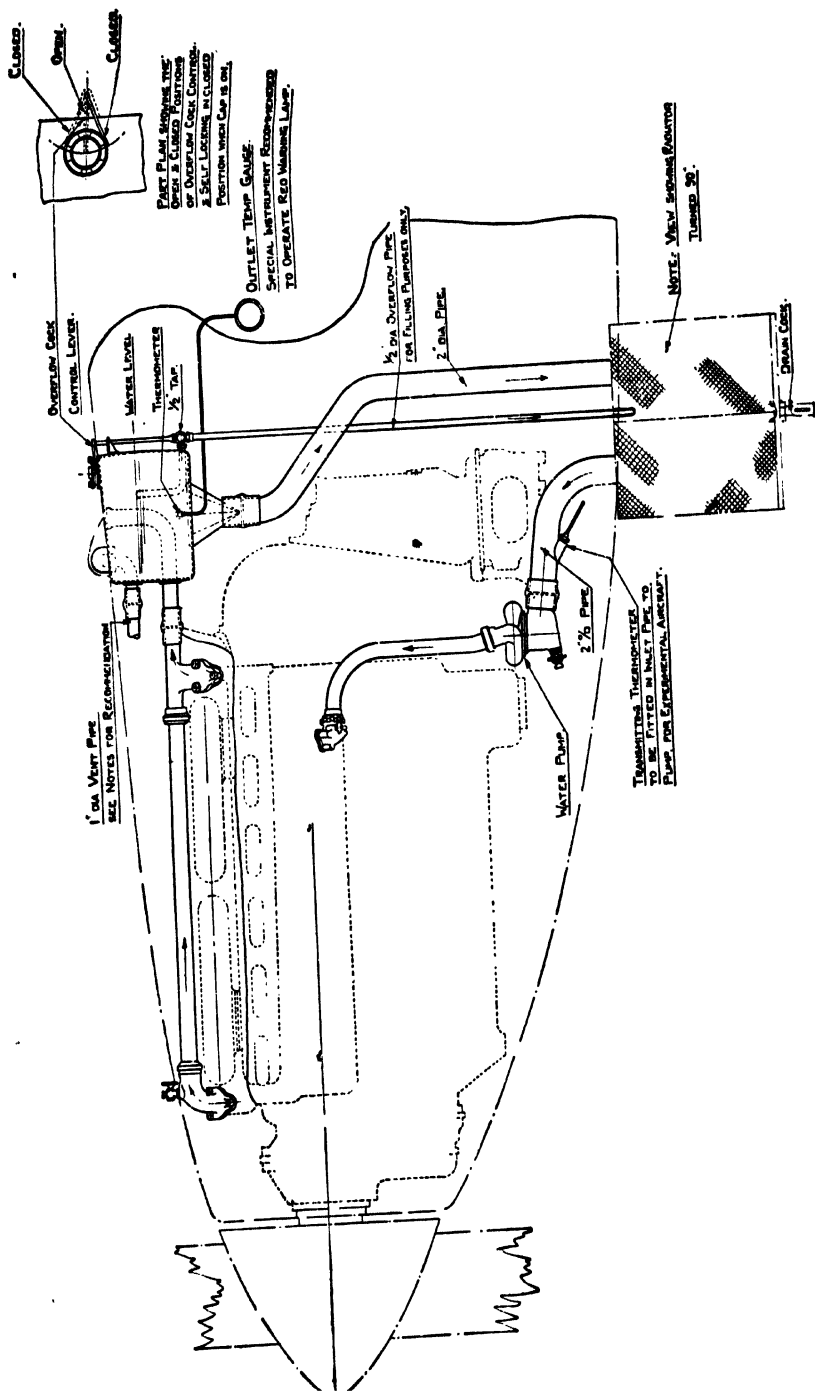 CLOSED.
OPEN.
CLOSED
PART PLAN SHOWING THE
OPEN & CLOSED POSITIONS
OF OVERFLOW COCK CONTROL.
& SELF LOCKING IN CLOSED
POSITION WHEN CAP IS ON.
OVERFLOW COCK
CONTROL LEVER.
WATER LEVEL
THERMOMETER
1/2" TAP.
OUTLET TEMP GAUGE.
SPECIAL INSTRUMENT RECOMMENDED
TO OPERATE RED WARNING LAMP.
1" DIA VENT PIPE
SEE NOTES FOR RECOMMENDATION
1/2" DIA OVERFLOW PIPE
FOR FILLING PURPOSES ONLY.
2" DIA PIPE.
NOTE:- VIEW SHOWING RADIATOR
TURNED 90°.
DRAIN COCK.
WATER PUMP.
2" I/D PIPE
TRANSMITTING THERMOMETER
TO BE FITTED IN INLET PIPE TO
PUMP FOR EXPERIMENTAL AIRCRAFT.